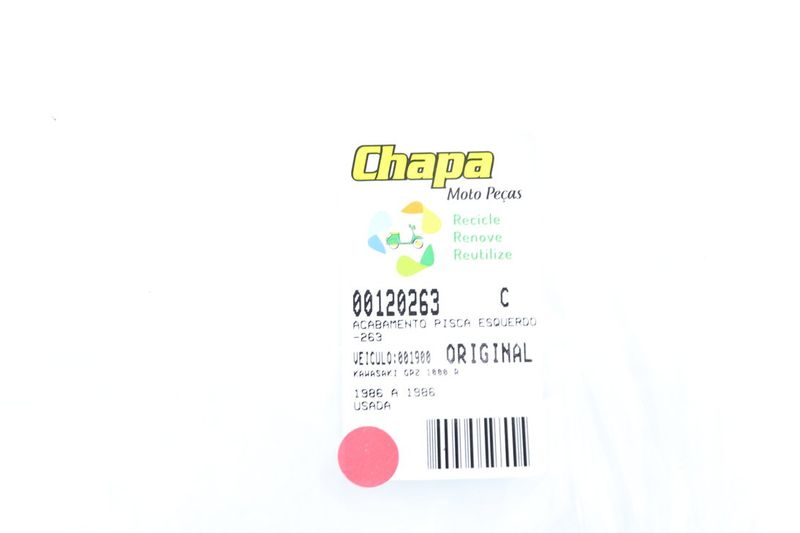 Chapa
Moto Peças
Recicle
Renove
Reutilize
00120263 C
ACABAMENTO PISCA ESQUERDO
-263
VEICULO:001900 ORIGINAL
KAWASAKI GPZ 1000 R
1986 A 1986
USADA